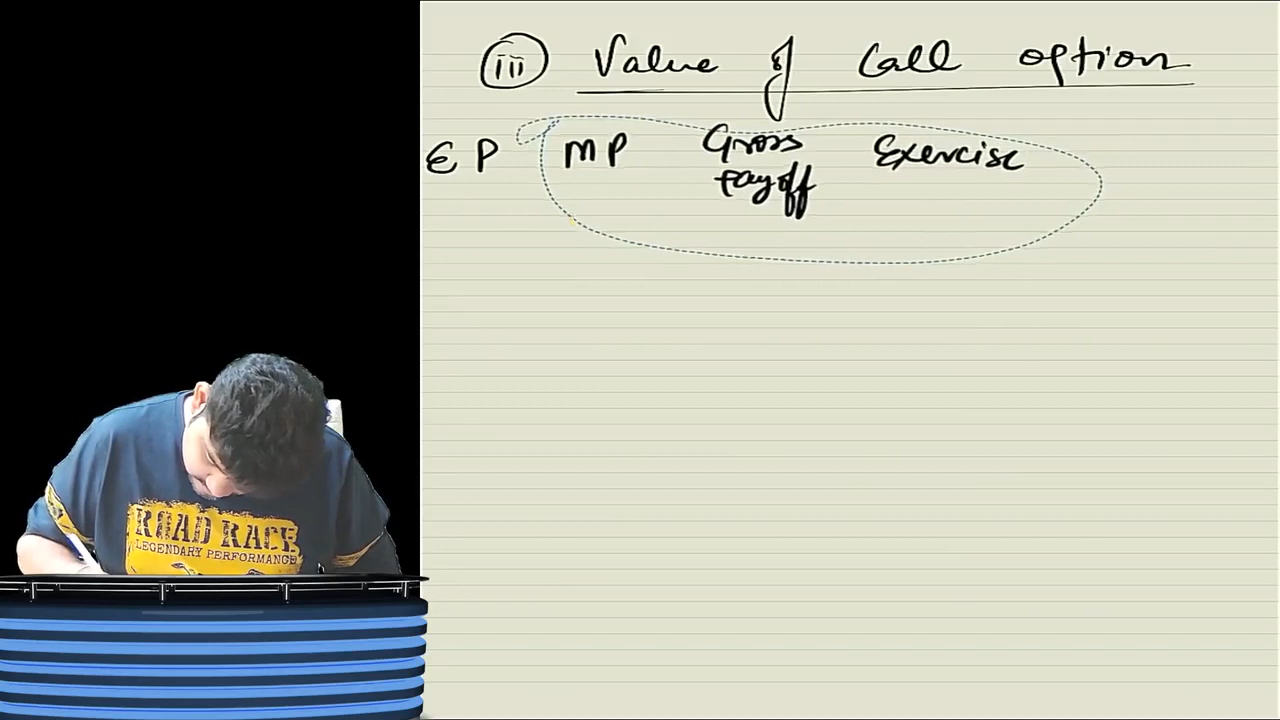 iii Value of Call option
EP MP Gross Exercise
Payoff
ROAD RACE
LEGENDARY PERFORMANCE